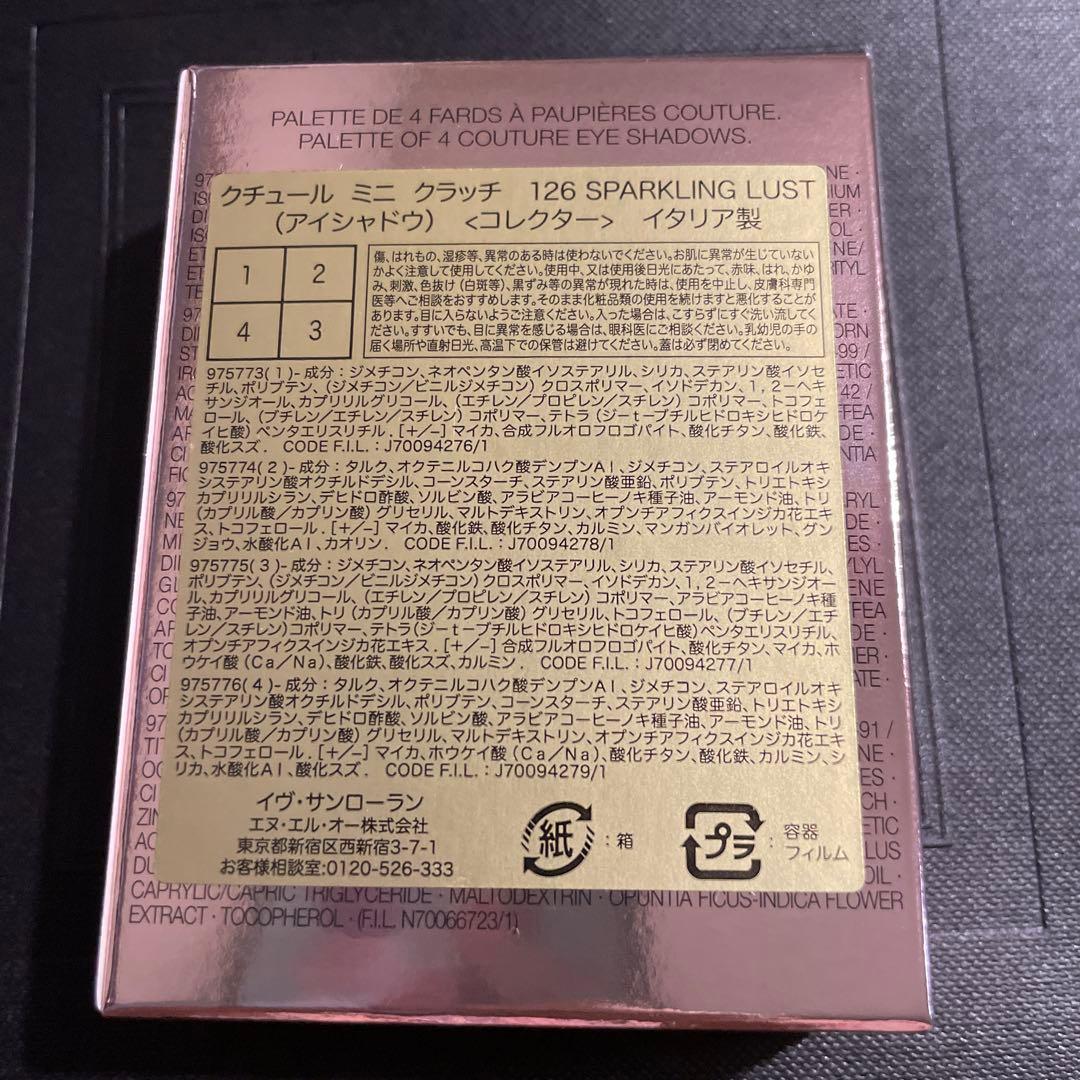 PALETTE DE 4 FARDS À PAUPIÈRES COUTURE.
PALETTE OF 4 COUTURE EYE SHADOWS.
クチュール ミニ クラッチ 126 SPARKLING LUST
(アイシャドウ) <コレクター> イタリア製
1 2
4 3
傷、はれもの、湿疹等、異常のある時は使わないでください。お肌に異常が生じていない
かよく注意して使用してください。使用中、又は使用後日光にあたって、赤味、はれ、かゆ
み、刺激、色抜け(白斑等)、黒ずみ等の異常が現れた時は、使用を中止し、皮膚科専門
医等へご相談をおすすめします。そのまま化粧品類の使用を続けますと悪化することが
あります。目に入らないようご注意ください。入った場合は、こすらずにすぐ洗い流してく
ださい。すすいでも、目に異常を感じる場合は、眼科医にご相談ください。乳幼児の手の
届く場所や直射日光、高温下での保管は避けてください。蓋は必ず閉めてください。
975773(1)-成分:ジメチコン、ネオペンタン酸イソステアリル、シリカ、ステアリン酸イソセ
チル、ポリブテン、(ジメチコン/ビニルジメチコン)クロスポリマー、イソドデカン、1,2-ヘキ
サンジオール、カプリリルグリコール、(エチレン/プロピレン/スチレン)コポリマー、トコフェ
ロール、(ブチレン/エチレン/スチレン)コポリマー、テトラ(ジーt-ブチルヒドロキシヒドロケ
イヒ酸)ペンタエリスリチル.[+/-]マイカ、合成フルオロフロゴパイト、酸化チタン、酸化鉄、
酸化スズ. CODE F.I.L.:J70094276/1
975774(2)-成分:タルク、オクテニルコハク酸デンプンAl、ジメチコン、ステアロイルオキ
システアリン酸オクチルドデシル、コーンスターチ、ステアリン酸亜鉛、ポリブテン、トリエトキシ
カプリリルシラン、デヒドロ酢酸、ソルビン酸、アラビアコーヒーノキ種子油、アーモンド油、トリ
(カプリル酸/カプリン酸)グリセリル、マルトデキストリン、オプンチアフィクスインジカ花エキ
ス、トコフェロール.[+/-]マイカ、酸化鉄、酸化チタン、カルミン、マンガンバイオレット、グン
ジョウ、水酸化Al、カオリン. CODE F.I.L.:J70094278/1
975775(3)-成分:ジメチコン、ネオペンタン酸イソステアリル、シリカ、ステアリン酸イソセチル、
ポリブテン、(ジメチコン/ビニルジメチコン)クロスポリマー、イソドデカン、1,2-ヘキサンジオー
ル、カプリリルグリコール、(エチレン/プロピレン/スチレン)コポリマー、アラビアコーヒーノキ種
子油、アーモンド油、トリ(カプリル酸/カプリン酸)グリセリル、トコフェロール、(ブチレン/エチ
レン/スチレン)コポリマー、テトラ(ジーt-ブチルヒドロキシヒドロケイヒ酸)ペンタエリスリチル、
オプンチアフィクスインジカ花エキス.[+/-]合成フルオロフロゴパイト、酸化チタン、マイカ、ホ
ウケイ酸(Ca/Na)、酸化鉄、酸化スズ、カルミン. CODE F.I.L.:J70094277/1
975776(4)-成分:タルク、オクテニルコハク酸デンプンAl、ジメチコン、ステアロイルオキ
システアリン酸オクチルドデシル、ポリブテン、コーンスターチ、ステアリン酸亜鉛、トリエトキシ
カプリリルシラン、デヒドロ酢酸、ソルビン酸、アラビアコーヒーノキ種子油、アーモンド油、トリ
(カプリル酸/カプリン酸)グリセリル、マルトデキストリン、オプンチアフィクスインジカ花エキ
ス、トコフェロール.[+/-]マイカ、ホウケイ酸(Ca/Na)、酸化チタン、酸化鉄、カルミン、シ
リカ、水酸化Al、酸化スズ. CODE F.I.L.:J70094279/1
イヴ・サンローラン
エヌ・エル・オー株式会社
東京都新宿区西新宿3-7-1
お客様相談室:0120-526-333
紙 :箱
プラ :容器
フィルム
CAPRYLIC/CAPRIC TRIGLYCERIDE · MALTODEXTRIN · OPUNTIA FICUS-INDICA FLOWER
EXTRACT · TOCOPHEROL · (F.I.L. N70066723/1)